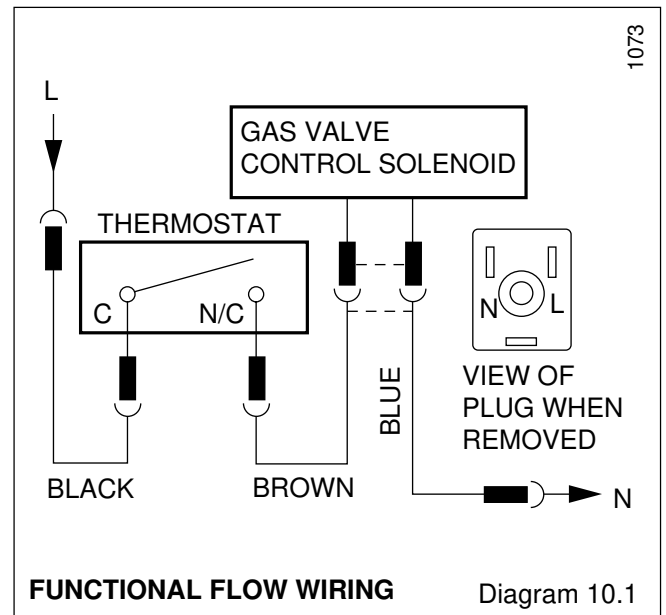 1073
L
GAS VALVE
CONTROL SOLENOID
THERMOSTAT
C
N/C
N
L
VIEW OF
PLUG WHEN
REMOVED
BLUE
BLACK
BROWN
N
FUNCTIONAL FLOW WIRING
Diagram 10.1